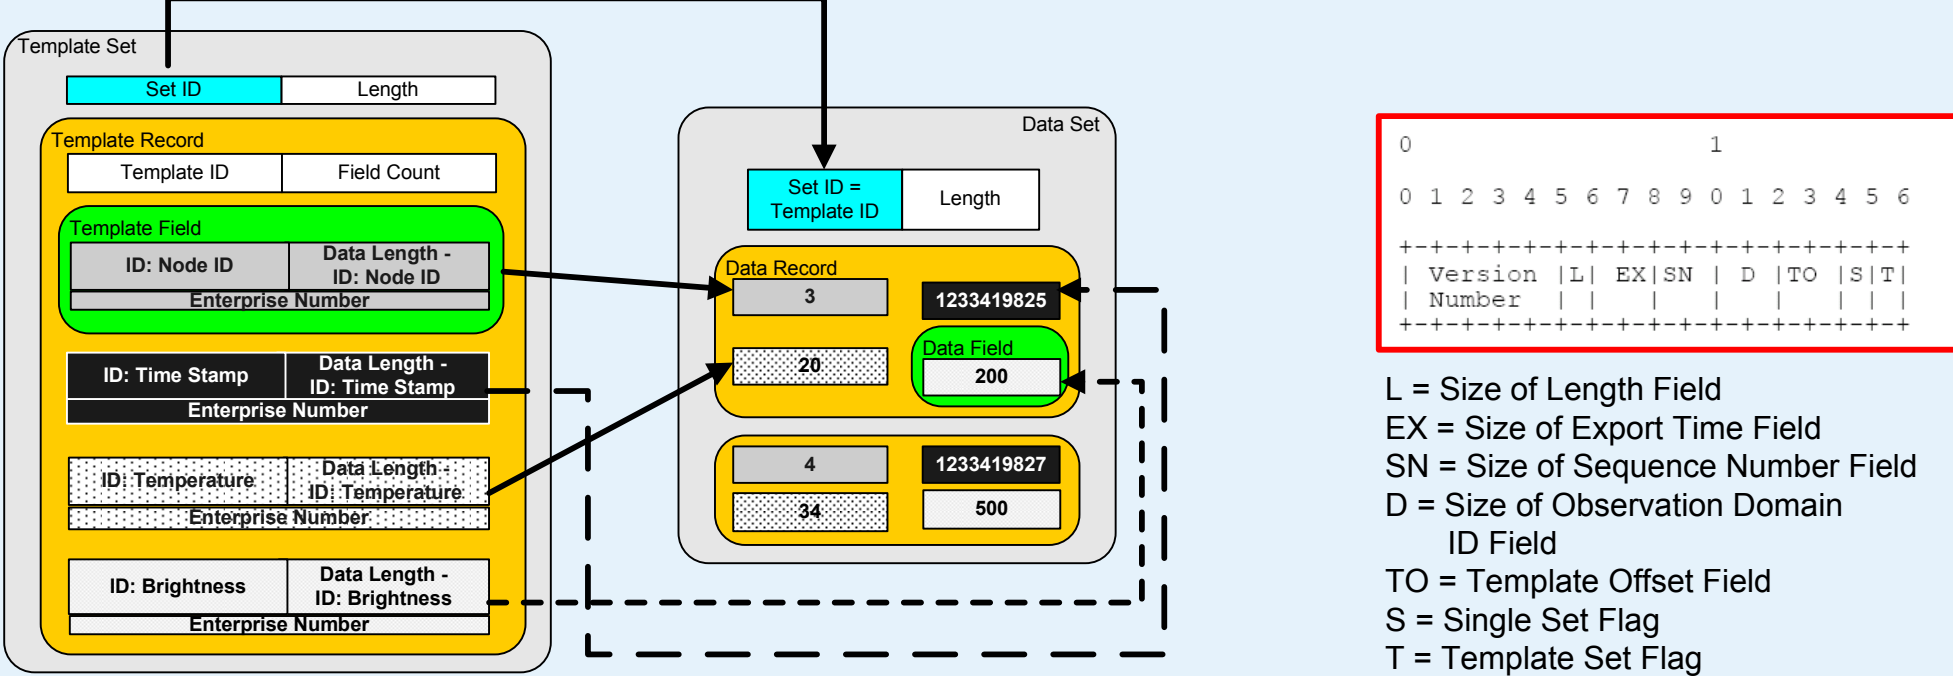 Template Set
Set ID
Length
Template Record
Template ID
Field Count
Template Field
ID: Node ID
Data Length -
ID: Node ID
Enterprise Number
ID: Time Stamp
Data Length -
ID: Time Stamp
Enterprise Number
ID: Temperature
Data Length -
ID: Temperature
Enterprise Number
ID: Brightness
Data Length -
ID: Brightness
Enterprise Number
Data Set
Set ID =
Template ID
Length
Data Record
3
1233419825
20
Data Field
200
4
1233419827
34
500
0 1
0 1 2 3 4 5 6 7 8 9 0 1 2 3 4 5 6
+-+-+-+-+-+-+-+-+-+-+-+-+-+-+-+-+
| Version |L| EX|SN | D |TO |S|T|
| Number | | | | | | | |
+-+-+-+-+-+-+-+-+-+-+-+-+-+-+-+-+
L = Size of Length Field
EX = Size of Export Time Field
SN = Size of Sequence Number Field
D = Size of Observation Domain
ID Field
TO = Template Offset Field
S = Single Set Flag
T = Template Set Flag